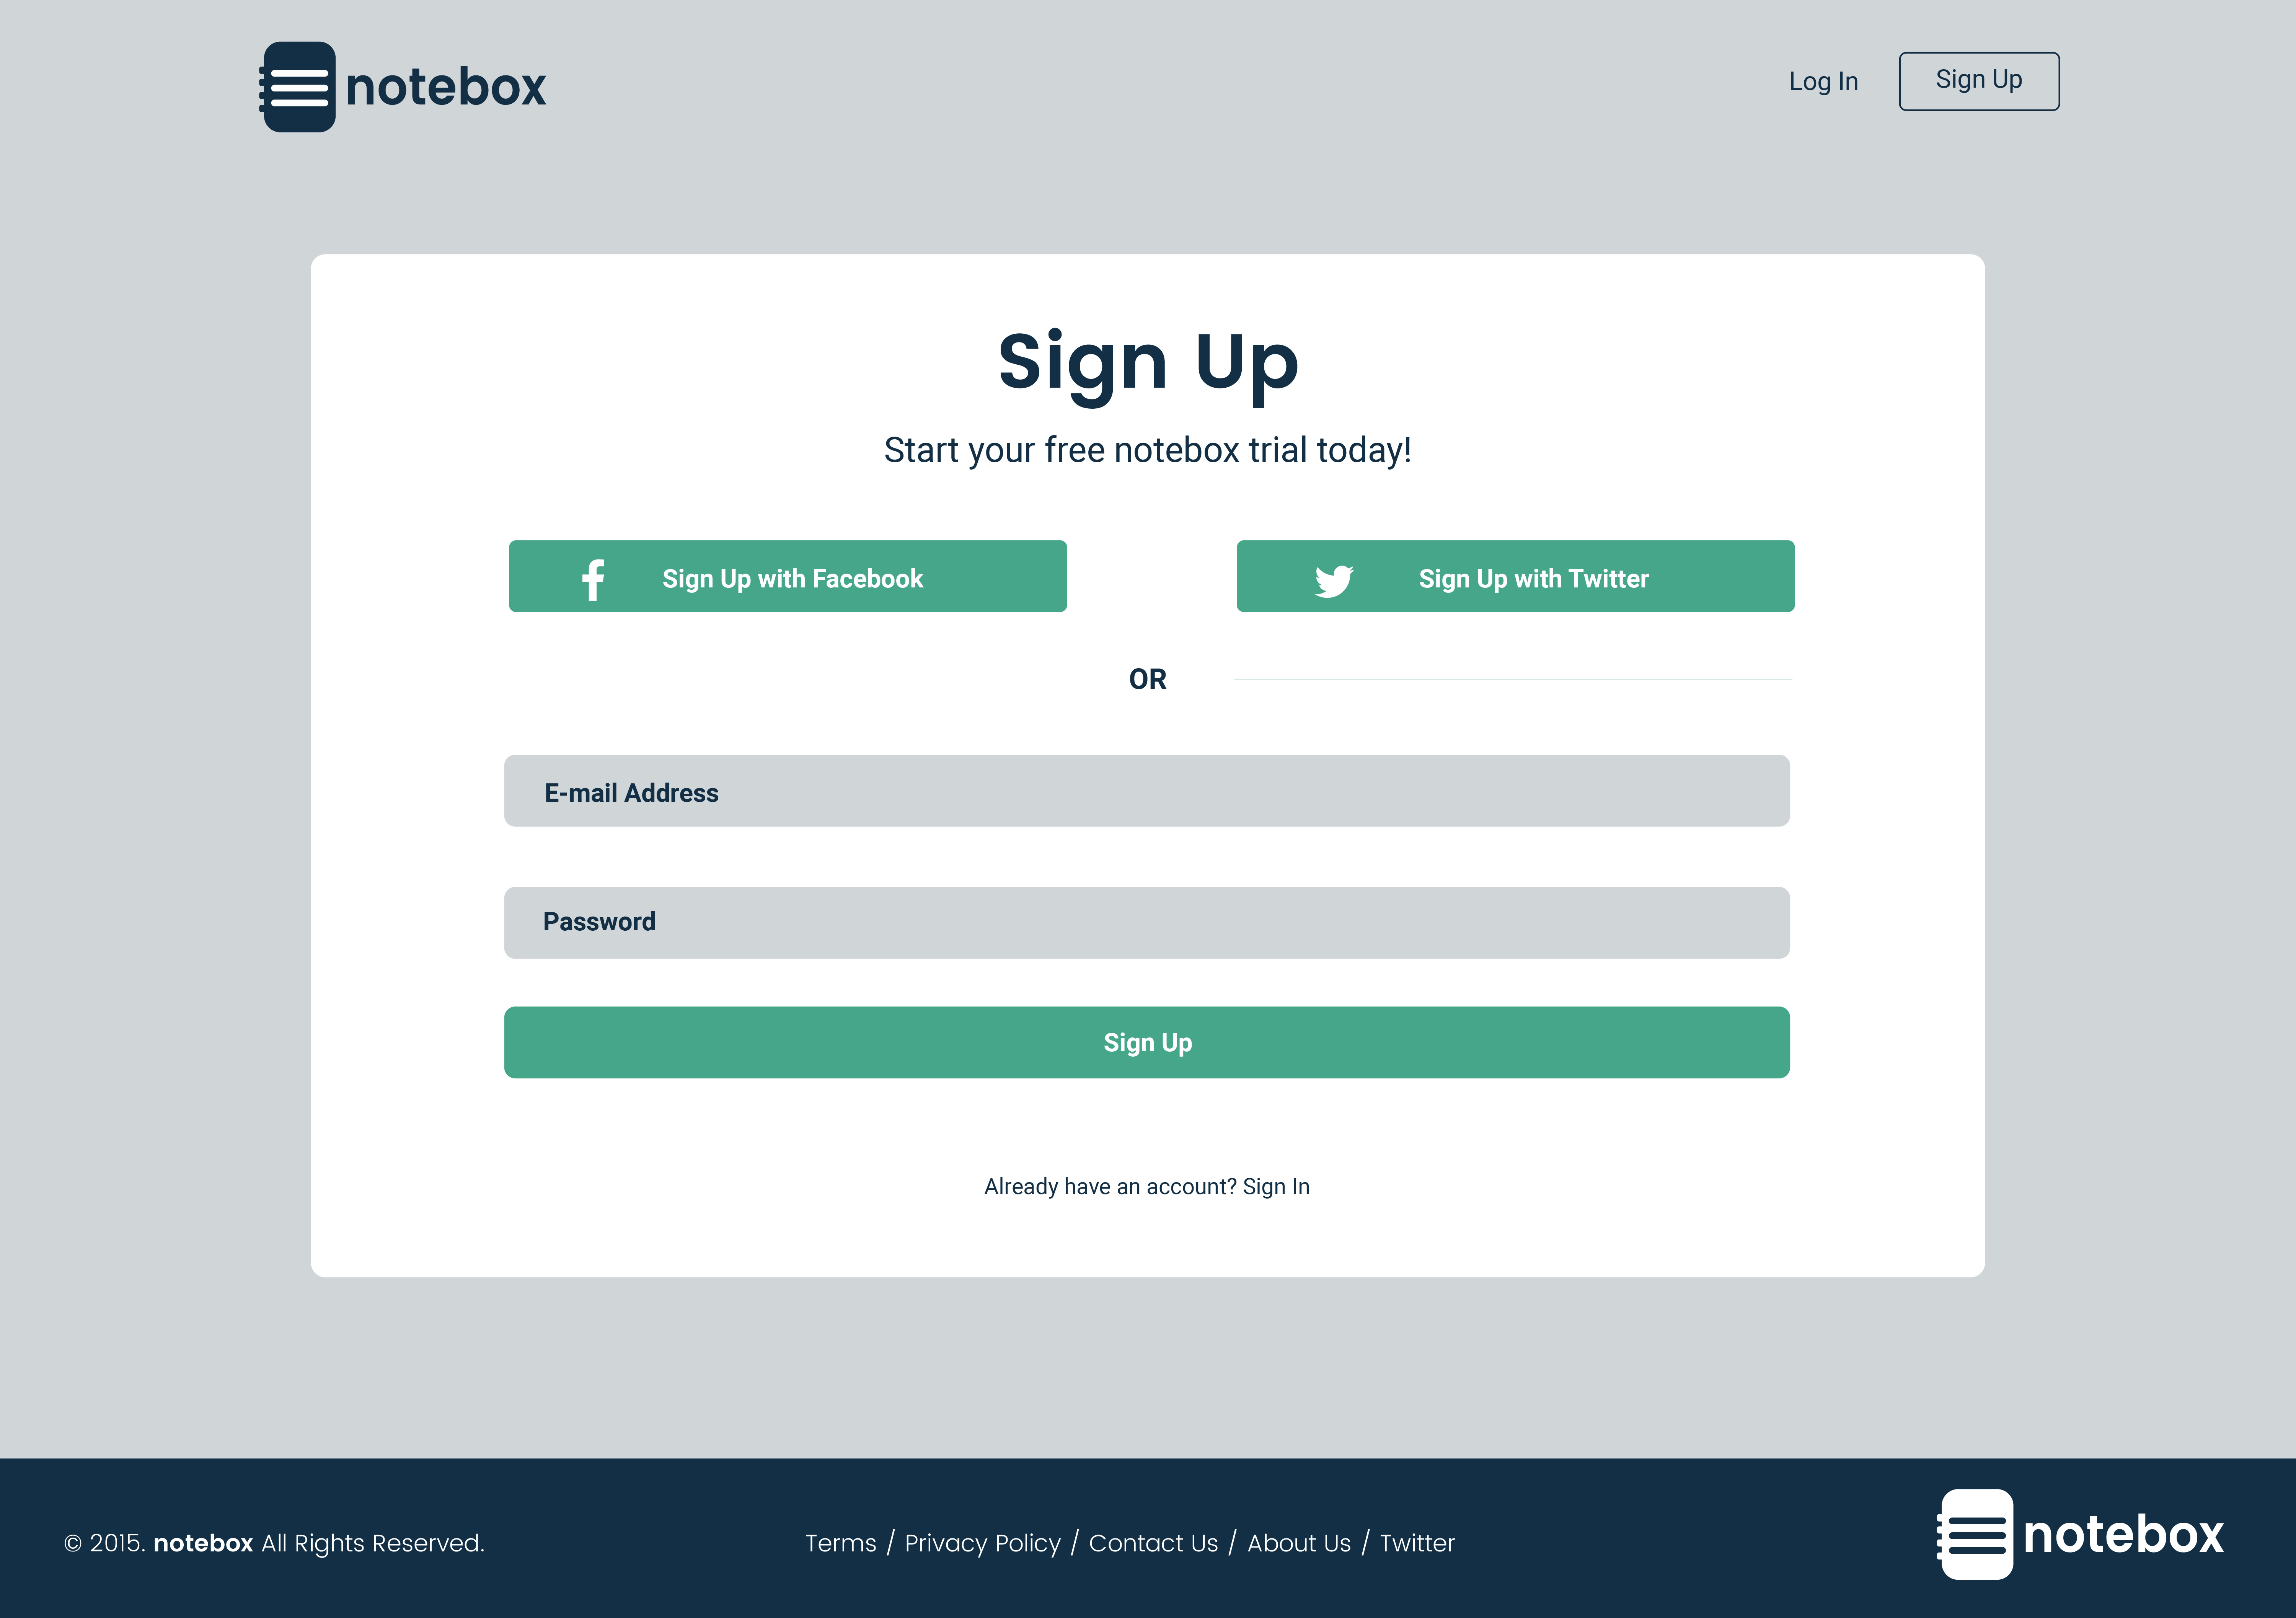 notebox
Log In
Sign Up
Sign Up
Start your free notebox trial today!
Sign Up with Facebook
Sign Up with Twitter
OR
E-mail Address
Password
Sign Up
Already have an account? Sign In
© 2015. notebox All Rights Reserved.
Terms / Privacy Policy / Contact Us / About Us / Twitter
notebox